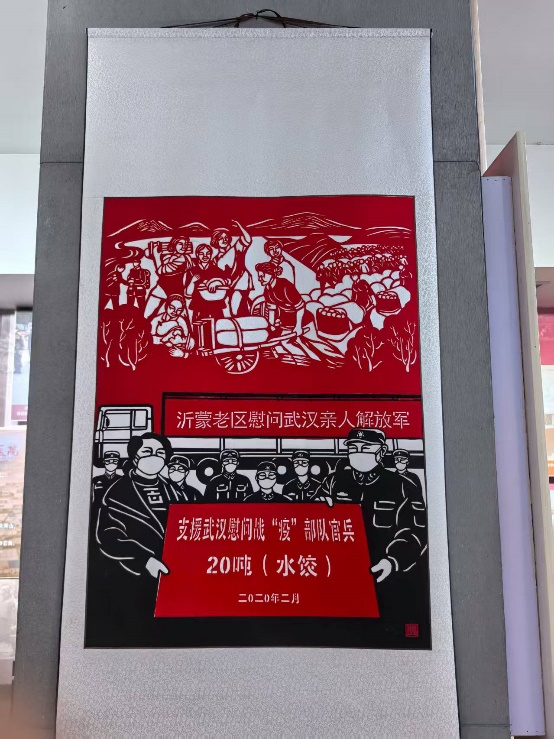 沂蒙老区慰问武汉亲人解放军
支援武汉慰问战“疫”部队官兵
20吨（水饺）
二〇二〇年二月